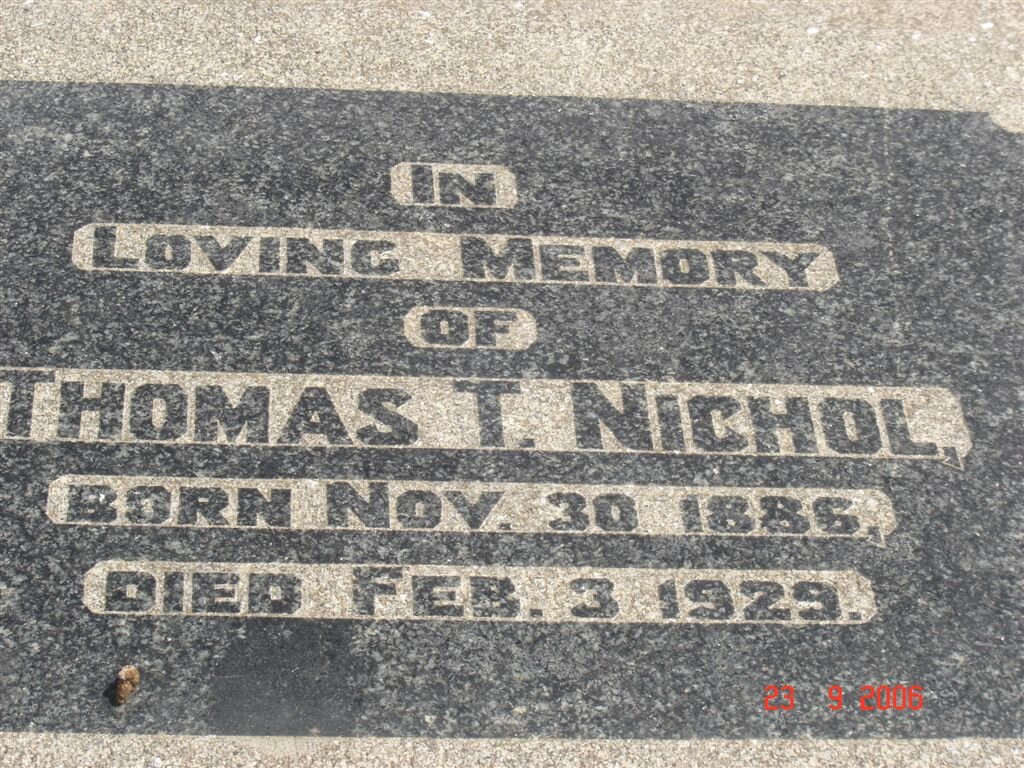 IN
LOVING MEMORY
OF
THOMAS T. NICHOL,
BORN NOV. 30 1886,
DIED FEB. 3 1929.
23 9 2006